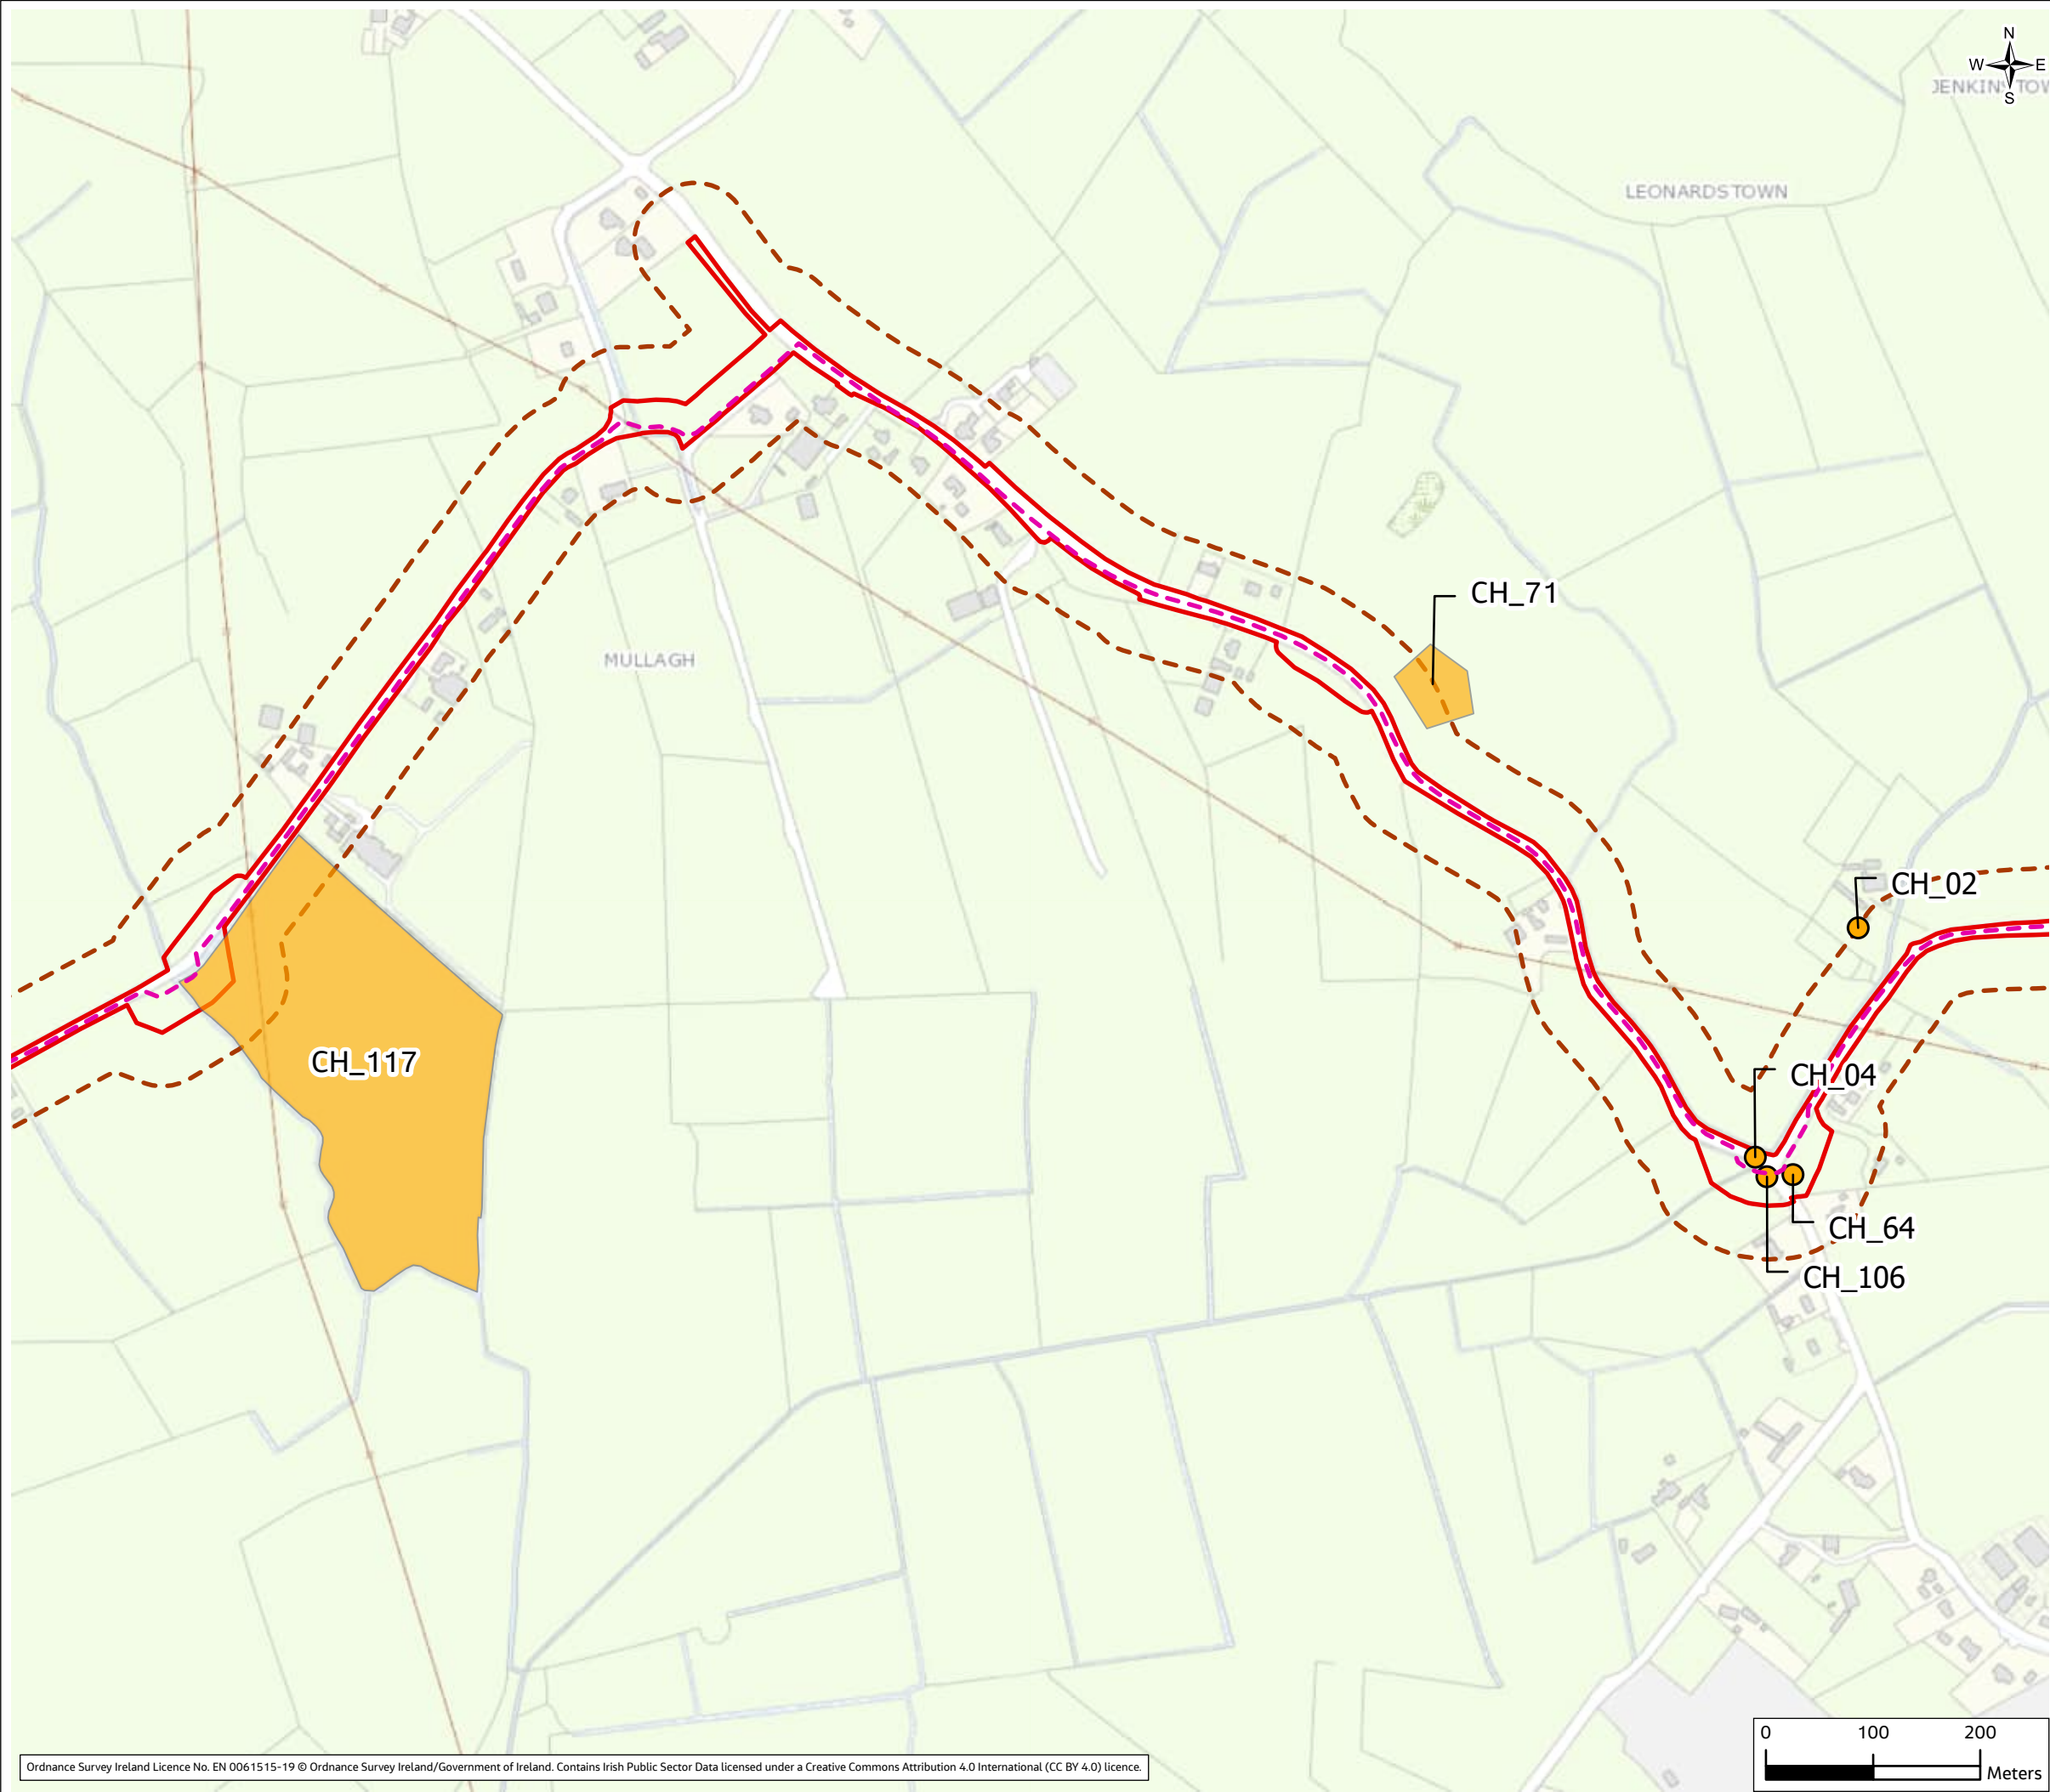 N
W E
S
JENKINSTOW
LEONARDSTOWN
CH_71
MULLAGH
CH_02
CH_117
CH_04
CH_64
CH_106
0 100 200
Meters
Ordnance Survey Ireland Licence No. EN 0061515-19 © Ordnance Survey Ireland/Government of Ireland. Contains Irish Public Sector Data licensed under a Creative Commons Attribution 4.0 International (CC BY 4.0) licence.